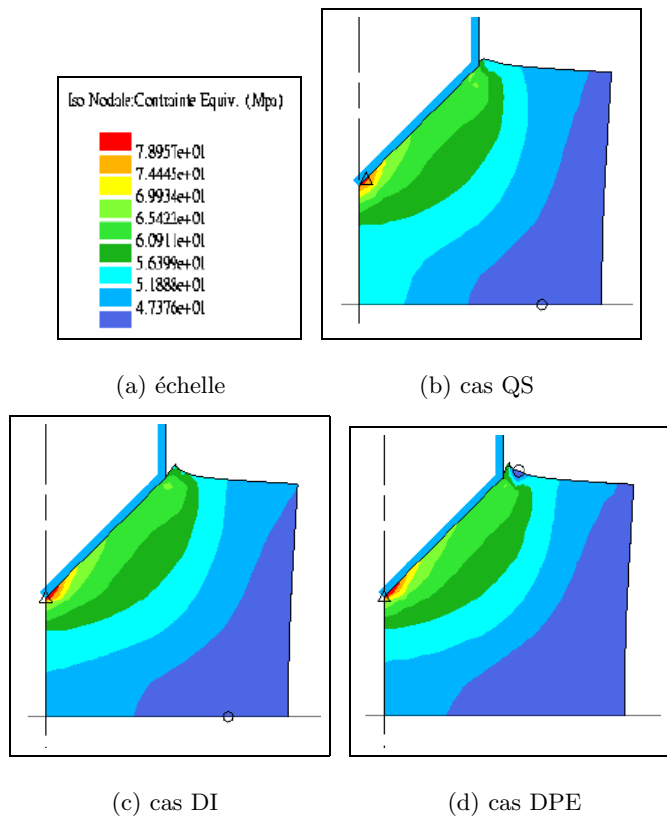 Iso Nodale:Contrainte Equiv. (Mpa)
7.8957e+01
7.4445e+01
6.9934e+01
6.5422e+01
6.0911e+01
5.6399e+01
5.1888e+01
4.7376e+01
(a) échelle
(b) cas QS
(c) cas DI
(d) cas DPE